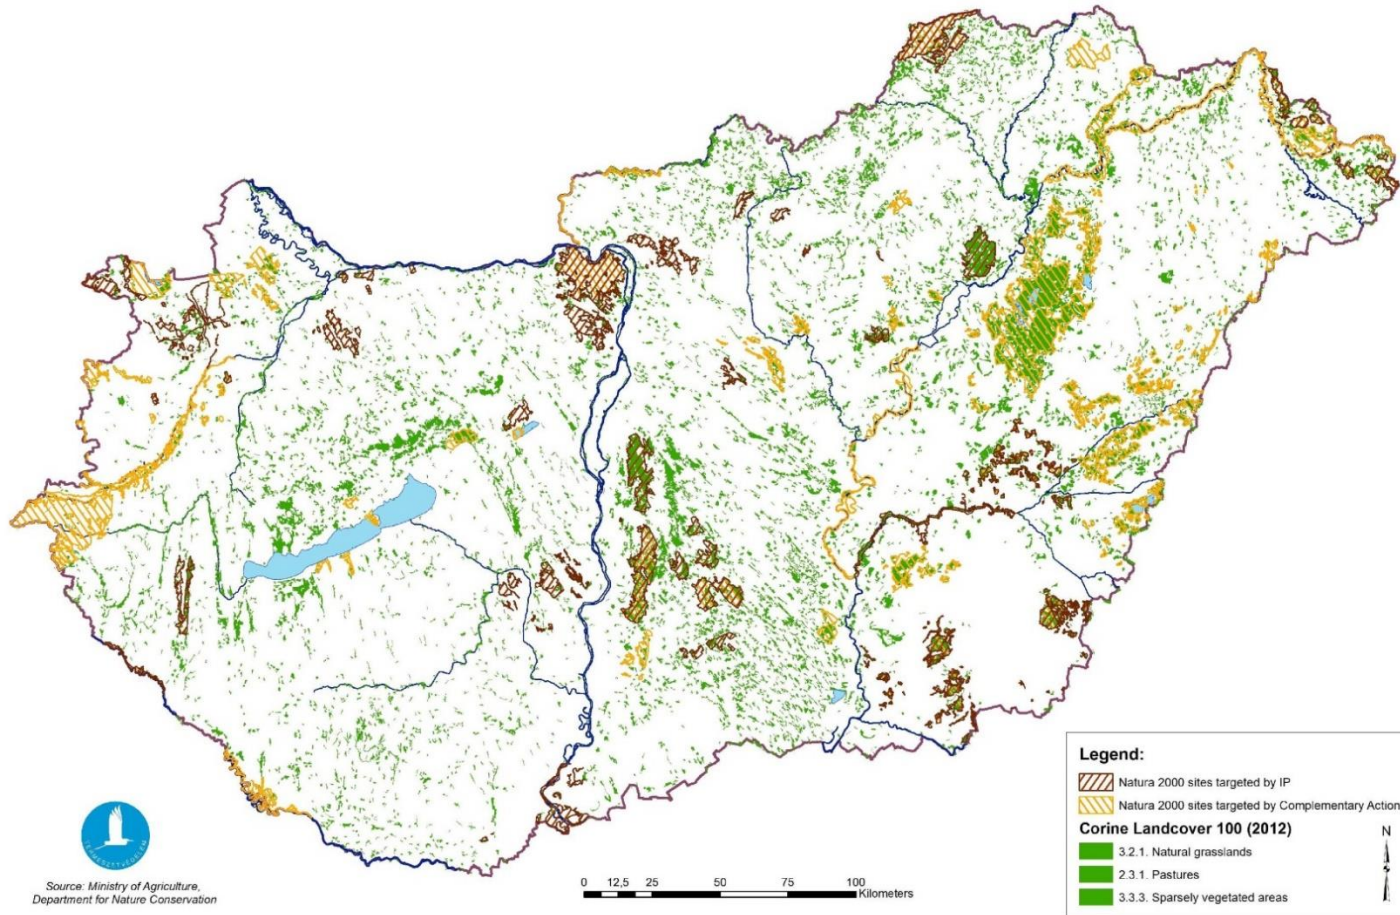 Legend:
Natura 2000 sites targeted by IP
Natura 2000 sites targeted by Complementary Action
Corine Landcover 100 (2012)
3.2.1. Natural grasslands
2.3.1. Pastures
3.3.3. Sparsely vegetated areas
N
Source: Ministry of Agriculture,
Department for Nature Conservation
0 12,5 25 50 75 100
Kilometers